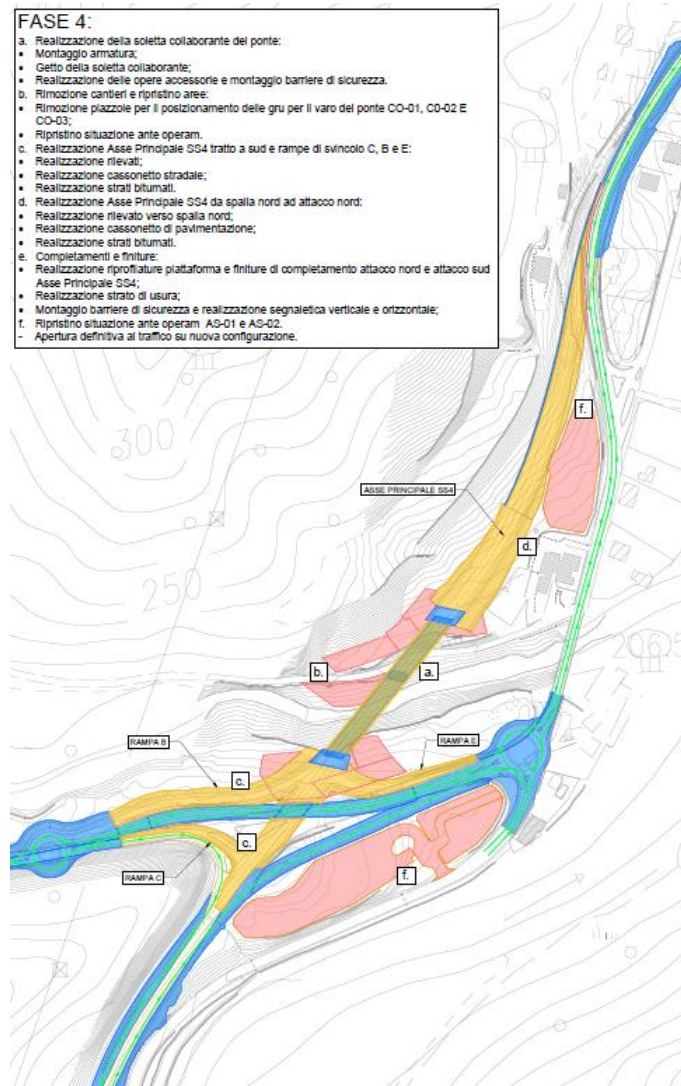 FASE 4:
a. Realizzazione della soletta collaborante del ponte:
• Montaggio armatura;
• Getto della soletta collaborante;
• Realizzazione delle opere accessorie e montaggio barriere di sicurezza.
b. Rimozione cantieri e ripristino aree:
• Rimozione piazzole per il posizionamento delle gru per il varo del ponte CO-01, C0-02 E
CO-03;
• Ripristino situazione ante operam.
c. Realizzazione Asse Principale SS4 tratto a sud e rampe di svincolo C, B e E:
• Realizzazione rilevati;
• Realizzazione cassonetto stradale;
• Realizzazione strati bitumati.
d. Realizzazione Asse Principale SS4 da spalla nord ad attacco nord:
• Realizzazione rilevato verso spalla nord;
• Realizzazione cassonetto di pavimentazione;
• Realizzazione strati bitumati.
e. Completamenti e finiture:
• Realizzazione riprofilature piattaforma e finiture di completamento attacco nord e attacco sud
Asse Principale SS4;
• Realizzazione strato di usura;
• Montaggio barriere di sicurezza e realizzazione segnaletica verticale e orizzontale;
f. Ripristino situazione ante operam AS-01 e AS-02.
- Apertura definitiva al traffico su nuova configurazione.
f.
300
ASSE PRINCIPALE SS4
d.
250
2065
b.
a.
RAMPA B
RAMPA E
c.
c.
RAMPA C
f.